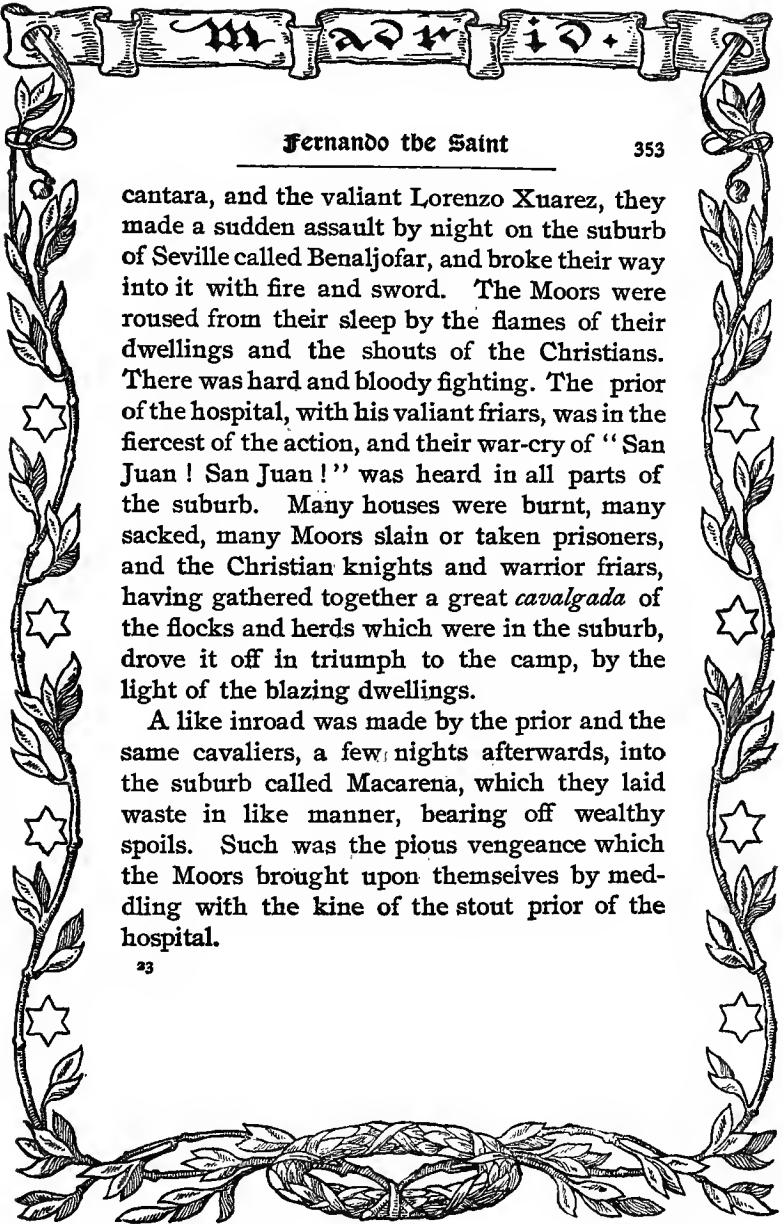 Madrid.
Fernando the Saint 353
cantara, and the valiant Lorenzo Xuarez, they
made a sudden assault by night on the suburb
of Seville called Benaljofar, and broke their way
into it with fire and sword. The Moors were
roused from their sleep by the flames of their
dwellings and the shouts of the Christians.
There was hard and bloody fighting. The prior
of the hospital, with his valiant friars, was in the
fiercest of the action, and their war-cry of “San
Juan! San Juan!” was heard in all parts of
the suburb. Many houses were burnt, many
sacked, many Moors slain or taken prisoners,
and the Christian knights and warrior friars,
having gathered together a great cavalgada of
the flocks and herds which were in the suburb,
drove it off in triumph to the camp, by the
light of the blazing dwellings.
A like inroad was made by the prior and the
same cavaliers, a few nights afterwards, into
the suburb called Macarena, which they laid
waste in like manner, bearing off wealthy
spoils. Such was the pious vengeance which
the Moors brought upon themselves by med-
dling with the kine of the stout prior of the
hospital.
23